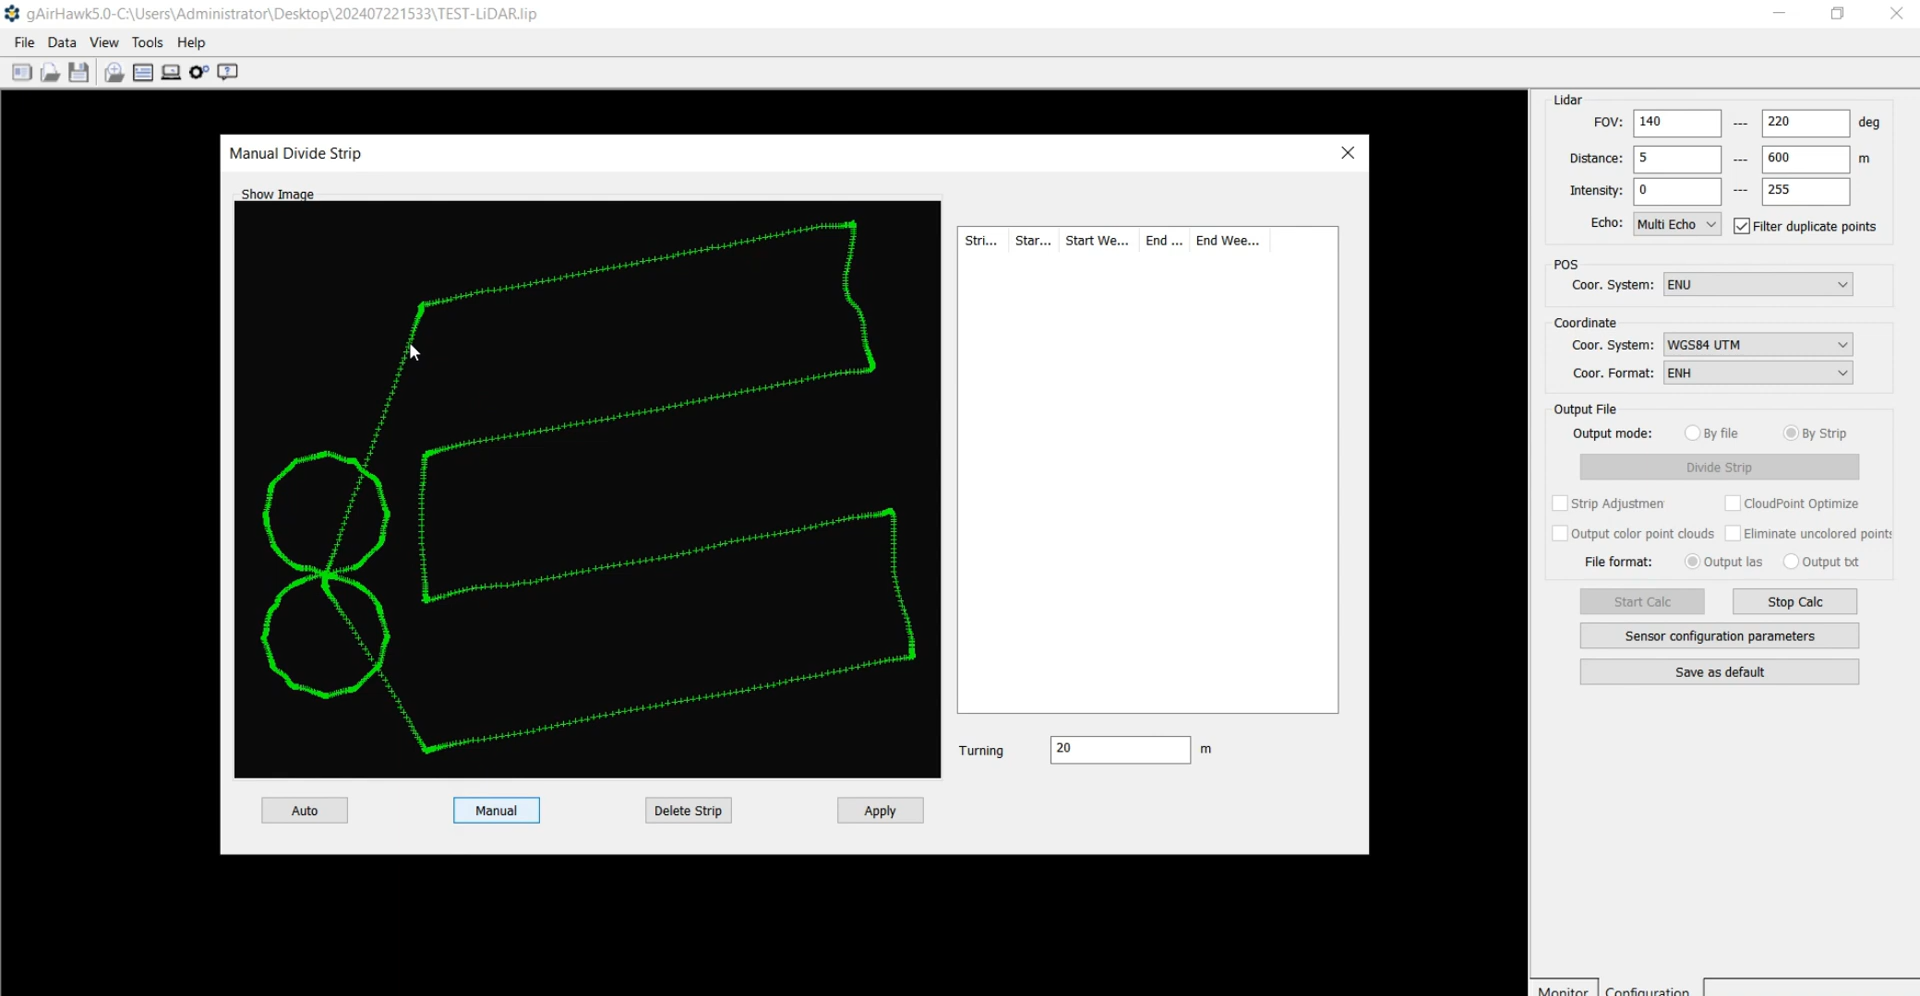 gAirHawk5.0-C:\Users\Administrator\Desktop\202407221533\TEST-LiDAR.lip
File Data View Tools Help
Manual Divide Strip
Show Image
Stri... Star... Start We... End ... End Wee...
Turning 20 m
Auto Manual Delete Strip Apply
Lidar
FOV: 140 --- 220 deg
Distance: 5 --- 600 m
Intensity: 0 --- 255
Echo: Multi Echo Filter duplicate points
POS
Coor. System: ENU
Coordinate
Coor. System: WGS84 UTM
Coor. Format: ENH
Output File
Output mode: By file By Strip
Divide Strip
Strip Adjustmen CloudPoint Optimize
Output color point clouds Eliminate uncolored points
File format: Output las Output txt
Start Calc Stop Calc
Sensor configuration parameters
Save as default
Monitor Configuration